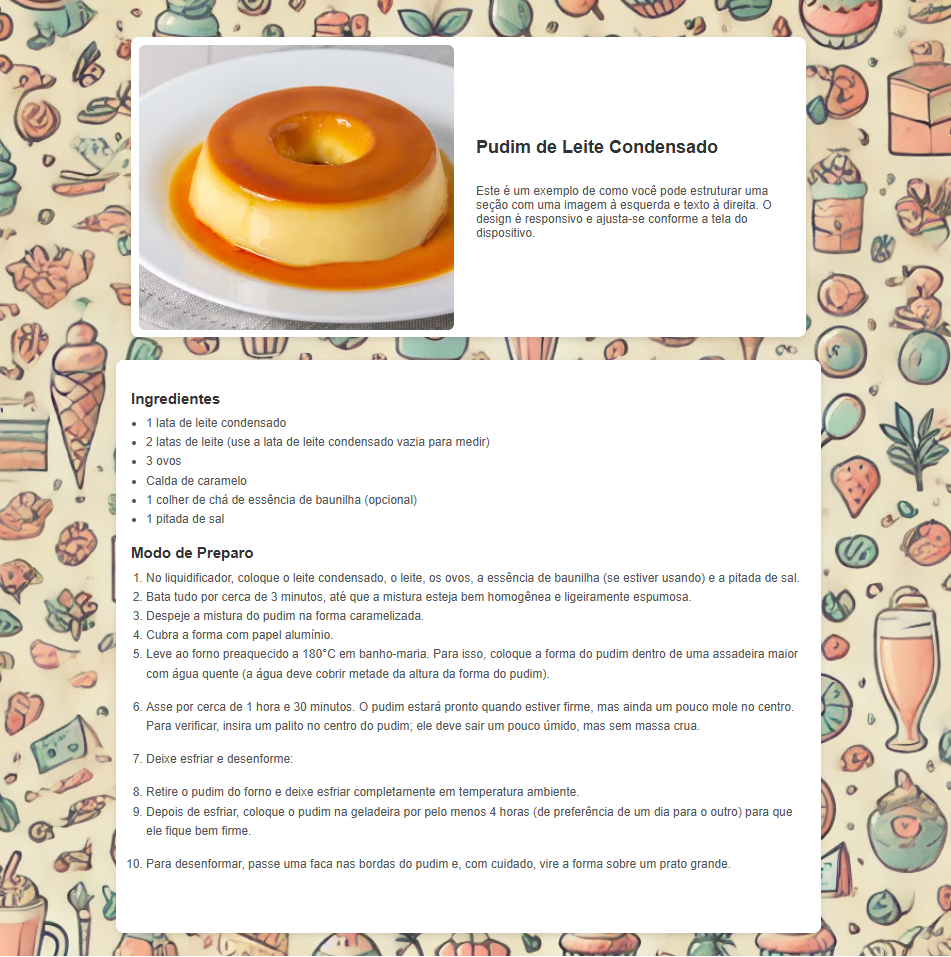 Pudim de Leite Condensado
Este é um exemplo de como você pode estruturar uma
seção com uma imagem à esquerda e texto à direita. O
design é responsivo e ajusta-se conforme a tela do
dispositivo.
Ingredientes
• 1 lata de leite condensado
• 2 latas de leite (use a lata de leite condensado vazia para medir)
• 3 ovos
• Calda de caramelo
• 1 colher de chá de essência de baunilha (opcional)
• 1 pitada de sal
Modo de Preparo
1. No liquidificador, coloque o leite condensado, o leite, os ovos, a essência de baunilha (se estiver usando) e a pitada de sal.
2. Bata tudo por cerca de 3 minutos, até que a mistura esteja bem homogênea e ligeiramente espumosa.
3. Despeje a mistura do pudim na forma caramelizada.
4. Cubra a forma com papel alumínio.
5. Leve ao forno preaquecido a 180°C em banho-maria. Para isso, coloque a forma do pudim dentro de uma assadeira maior
com água quente (a água deve cobrir metade da altura da forma do pudim).
6. Asse por cerca de 1 hora e 30 minutos. O pudim estará pronto quando estiver firme, mas ainda um pouco mole no centro.
Para verificar, insira um palito no centro do pudim; ele deve sair um pouco úmido, mas sem massa crua.
7. Deixe esfriar e desenforme:
8. Retire o pudim do forno e deixe esfriar completamente em temperatura ambiente.
9. Depois de esfriar, coloque o pudim na geladeira por pelo menos 4 horas (de preferência de um dia para o outro) para que
ele fique bem firme.
10. Para desenformar, passe uma faca nas bordas do pudim e, com cuidado, vire a forma sobre um prato grande.